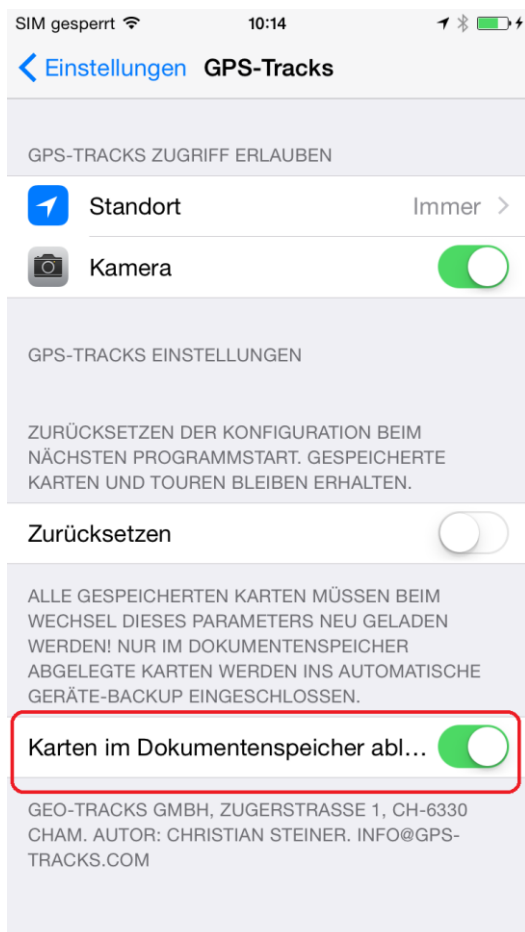 SIM gesperrt 10:14
Einstellungen GPS-Tracks
GPS-TRACKS ZUGRIFF ERLAUBEN
Standort Immer
Kamera
GPS-TRACKS EINSTELLUNGEN
ZURÜCKSETZEN DER KONFIGURATION BEIM
NÄCHSTEN PROGRAMMSTART. GESPEICHERTE
KARTEN UND TOUREN BLEIBEN ERHALTEN.
Zurücksetzen
ALLE GESPEICHERTEN KARTEN MÜSSEN BEIM
WECHSEL DIESES PARAMETERS NEU GELADEN
WERDEN! NUR IM DOKUMENTENSPEICHER
ABGELEGTE KARTEN WERDEN INS AUTOMATISCHE
GERÄTE-BACKUP EINGESCHLOSSEN.
Karten im Dokumentenspeicher abl...
GEO-TRACKS GMBH, ZUGERSTRASSE 1, CH-6330
CHAM. AUTOR: CHRISTIAN STEINER. INFO@GPS-
TRACKS.COM